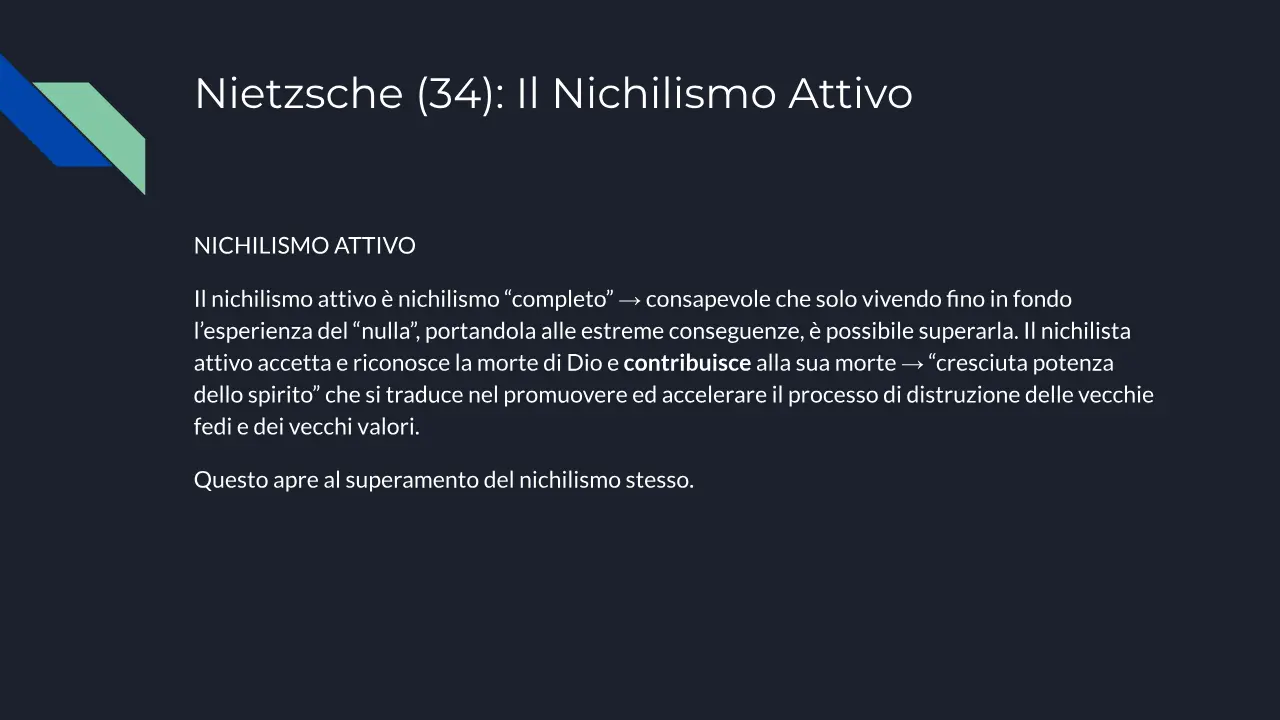 Nietzsche (34): Il Nichilismo Attivo
NICHILISMO ATTIVO
Il nichilismo attivo è nichilismo “completo” → consapevole che solo vivendo fino in fondo
l’esperienza del “nulla”, portandola alle estreme conseguenze, è possibile superarla. Il nichilista
attivo accetta e riconosce la morte di Dio e contribuisce alla sua morte → “cresciuta potenza
dello spirito” che si traduce nel promuovere ed accelerare il processo di distruzione delle vecchie
fedi e dei vecchi valori.
Questo apre al superamento del nichilismo stesso.